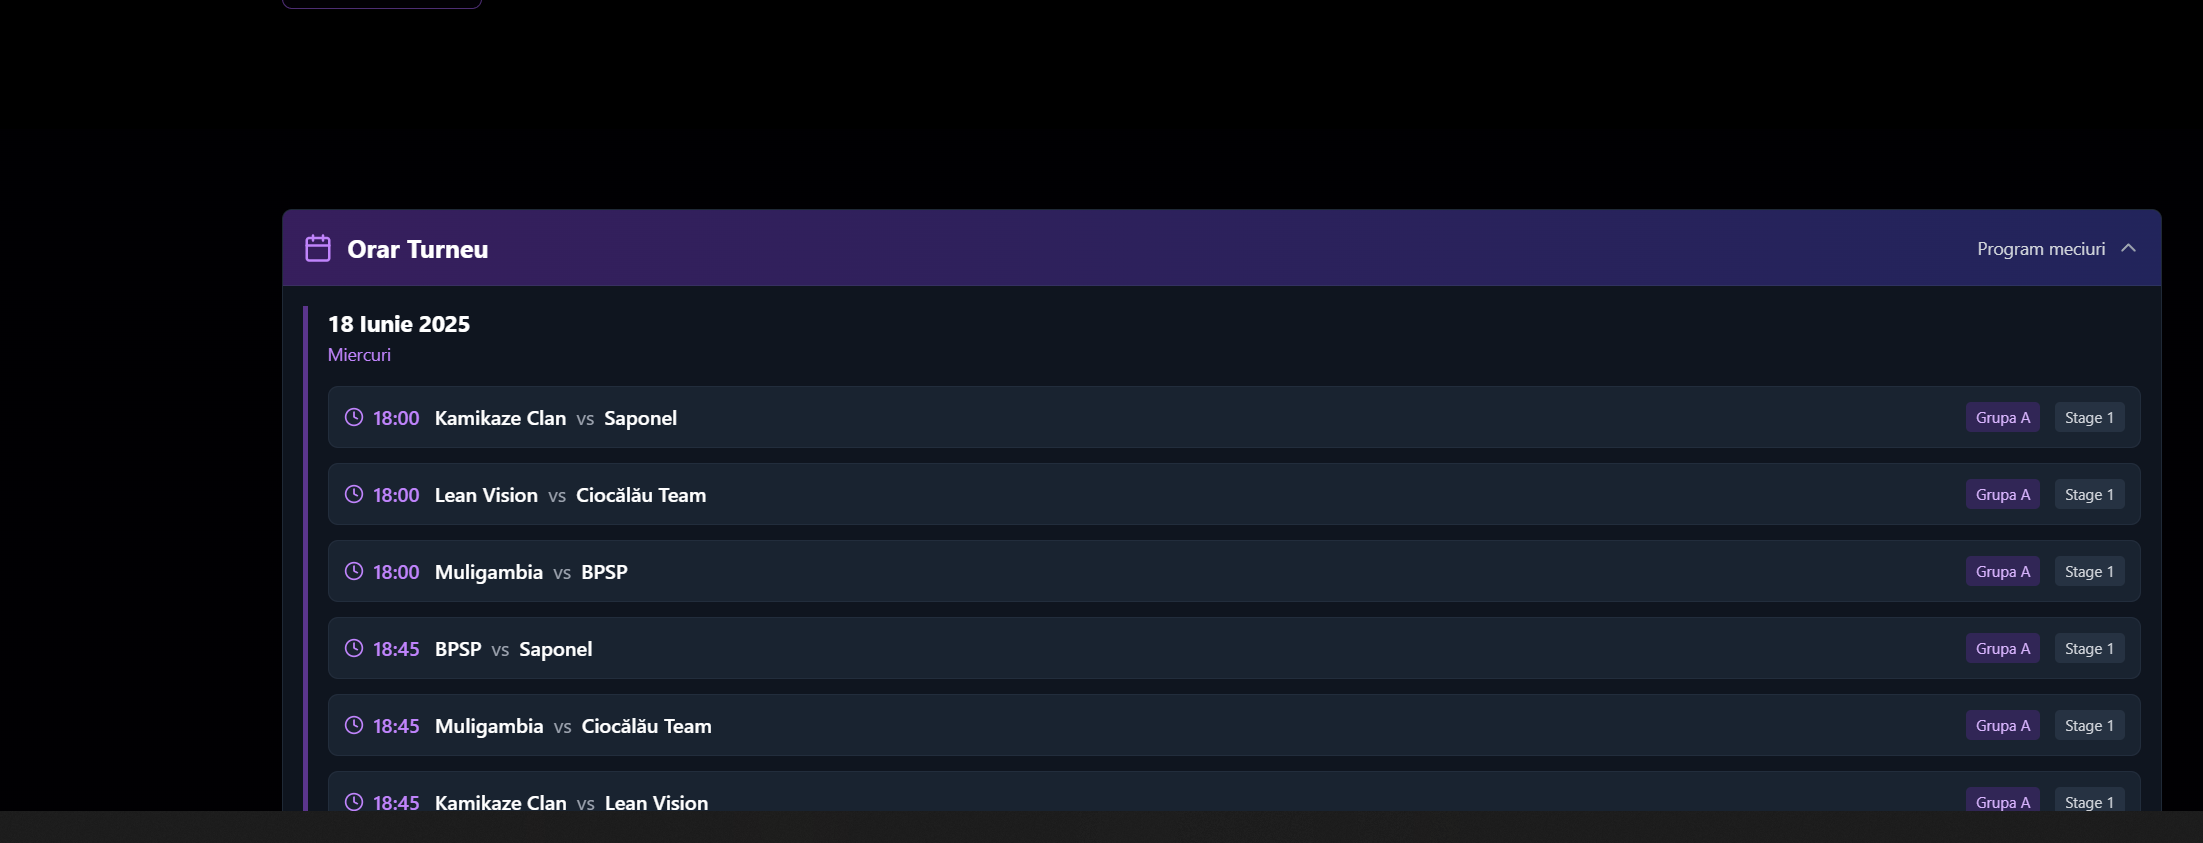 Orar Turneu
Program meciuri
18 Iunie 2025
Miercuri
18:00 Kamikaze Clan vs Saponel Grupa A Stage 1
18:00 Lean Vision vs Ciocălău Team Grupa A Stage 1
18:00 Muligambia vs BPSP Grupa A Stage 1
18:45 BPSP vs Saponel Grupa A Stage 1
18:45 Muligambia vs Ciocălău Team Grupa A Stage 1
18:45 Kamikaze Clan vs Lean Vision Grupa A Stage 1